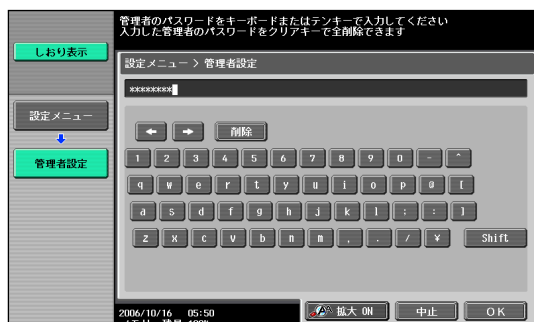 管理者のパスワードをキーボードまたはテンキーで入力してください
入力した管理者のパスワードをクリアキーで全削除できます
しおり表示
設定メニュー > 管理者設定
********
設定メニュー
管理者設定
削除
1 2 3 4 5 6 7 8 9 0 - ^
q w e r t y u i o p @ [
a s d f g h j k l ; : ]
z x c v b n m , . / ¥ Shift
2006/10/16 05:50
拡大 ON
中止
OK